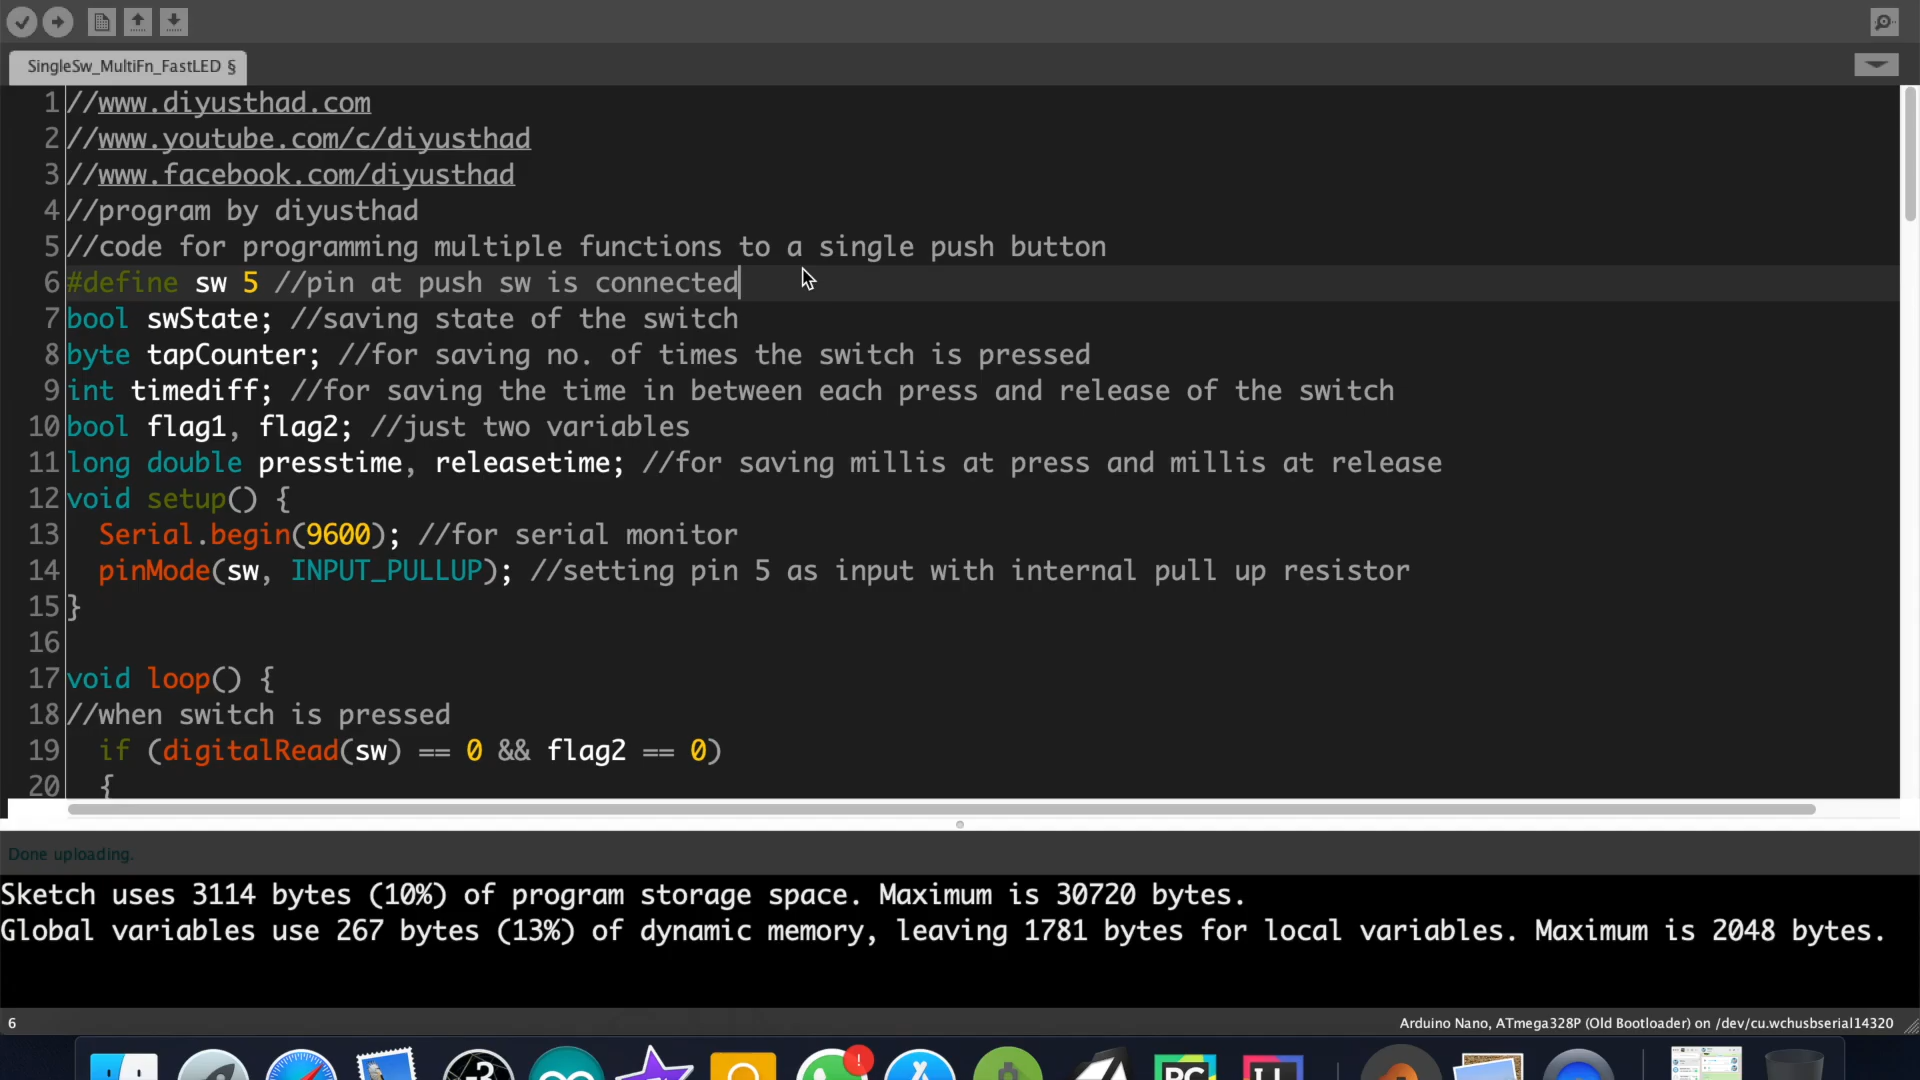 SingleSw_MultiFn_FastLED §
1 //www.diyusthad.com
2 //www.youtube.com/c/diyusthad
3 //www.facebook.com/diyusthad
4 //program by diyusthad
5 //code for programming multiple functions to a single push button
6 #define sw 5 //pin at push sw is connected
7 bool swState; //saving state of the switch
8 byte tapCounter; //for saving no. of times the switch is pressed
9 int timediff; //for saving the time in between each press and release of the switch
10 bool flag1, flag2; //just two variables
11 long double presstime, releasetime; //for saving millis at press and millis at release
12 void setup() {
13   Serial.begin(9600); //for serial monitor
14   pinMode(sw, INPUT_PULLUP); //setting pin 5 as input with internal pull up resistor
15 }
16
17 void loop() {
18 //when switch is pressed
19   if (digitalRead(sw) == 0 && flag2 == 0)
20   {
Done uploading.
Sketch uses 3114 bytes (10%) of program storage space. Maximum is 30720 bytes.
Global variables use 267 bytes (13%) of dynamic memory, leaving 1781 bytes for local variables. Maximum is 2048 bytes.
6
Arduino Nano, ATmega328P (Old Bootloader) on /dev/cu.wchusbserial14320
-3
!
PC
IJ